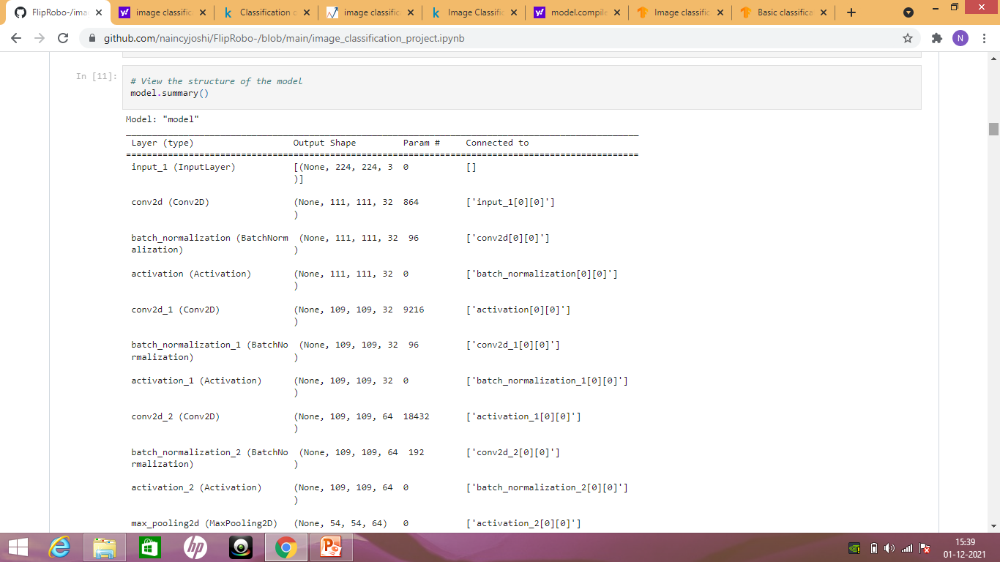 FlipRobo-/ima
image classific
Classification o
image classific
Image Classific
model.compile
Image classific
Basic classifica
github.com/naincyjoshi/FlipRobo-/blob/main/image_classification_project.ipynb
N
In [11]:
# View the structure of the model
model.summary()
Model: "model"
Layer (type) Output Shape Param # Connected to
input_1 (InputLayer) [(None, 224, 224, 3 0 []
)]
conv2d (Conv2D) (None, 111, 111, 32 864 ['input_1[0][0]']
)
batch_normalization (BatchNorm (None, 111, 111, 32 96 ['conv2d[0][0]']
alization) )
activation (Activation) (None, 111, 111, 32 0 ['batch_normalization[0][0]']
)
conv2d_1 (Conv2D) (None, 109, 109, 32 9216 ['activation[0][0]']
)
batch_normalization_1 (BatchNo (None, 109, 109, 32 96 ['conv2d_1[0][0]']
rmalization) )
activation_1 (Activation) (None, 109, 109, 32 0 ['batch_normalization_1[0][0]']
)
conv2d_2 (Conv2D) (None, 109, 109, 64 18432 ['activation_1[0][0]']
)
batch_normalization_2 (BatchNo (None, 109, 109, 64 192 ['conv2d_2[0][0]']
rmalization) )
activation_2 (Activation) (None, 109, 109, 64 0 ['batch_normalization_2[0][0]']
)
max_pooling2d (MaxPooling2D) (None, 54, 54, 64) 0 ['activation_2[0][0]']
15:39
01-12-2021